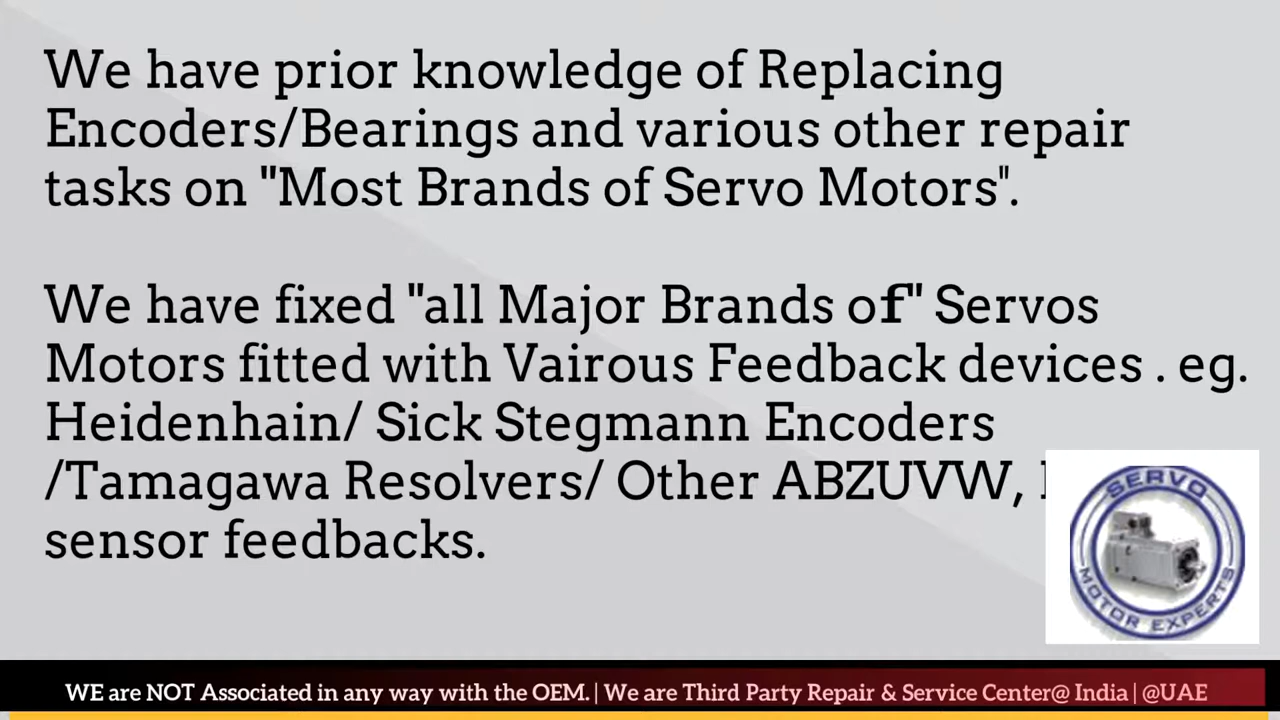 We have prior knowledge of Replacing
Encoders/Bearings and various other repair
tasks on "Most Brands of Servo Motors".
We have fixed "all Major Brands of" Servos
Motors fitted with Vairous Feedback devices . eg.
Heidenhain/ Sick Stegmann Encoders
/Tamagawa Resolvers/ Other ABZUVW,
sensor feedbacks.
SERVO
MOTOR EXPERTS
WE are NOT Associated in any way with the OEM. | We are Third Party Repair & Service Center@ India | @UAE